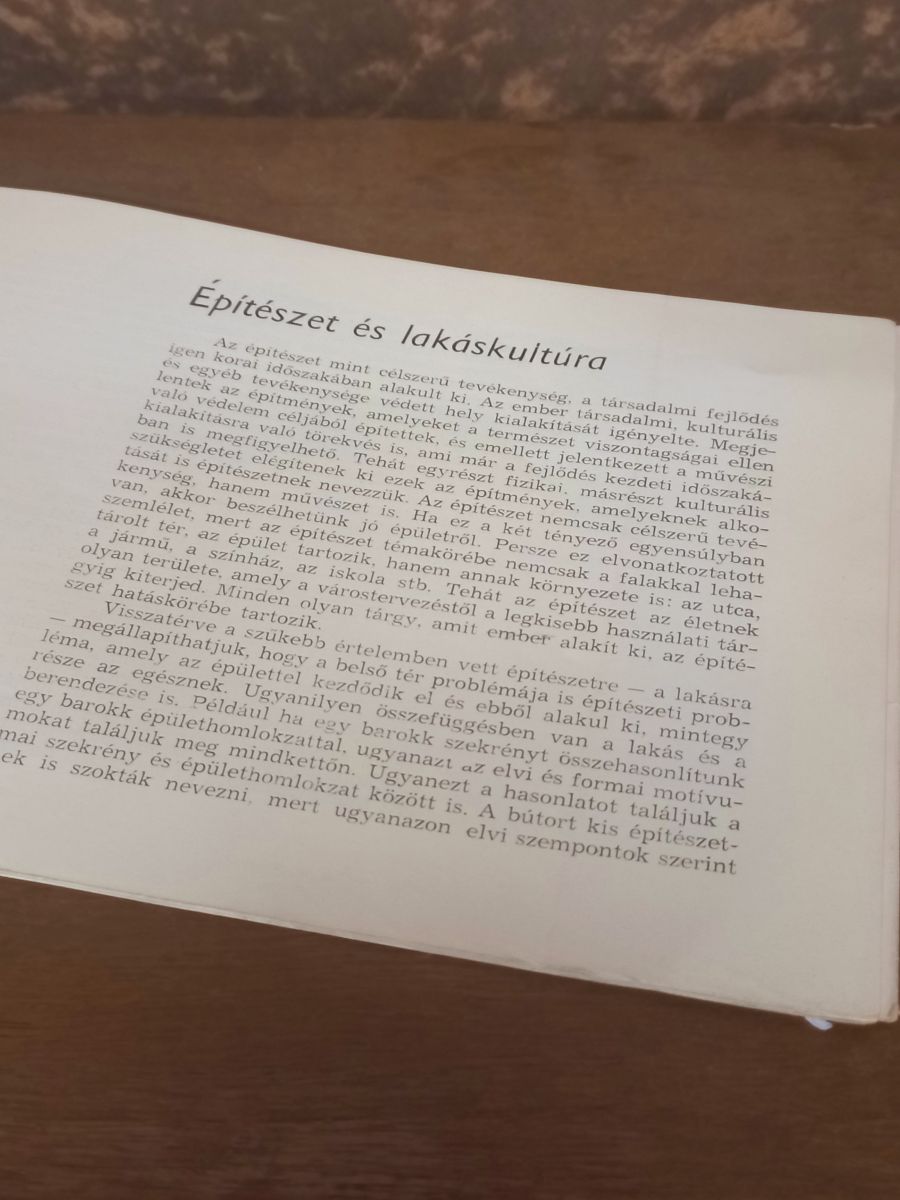 Építészet és lakáskultúra
Az építészet mint célszerű tevékenység, a társadalmi fejlődés
igen korai időszakában alakult ki. Az ember társadalmi, kulturális
és egyéb tevékenysége védett hely kialakítását igényelte. Megje-
lentek az építmények, amelyeket a természet viszontagságai ellen
való védelem céljából építettek, és emellett jelentkezett a művészi
kialakításra való törekvés is, ami már a fejlődés kezdeti időszaká-
ban is megfigyelhető. Tehát egyrészt fizikai, másrészt kulturális
szükségletet elégítenek ki ezek az építmények, amelyeknek alko-
tását is építészetnek nevezzük. Az építészet nemcsak célszerű tevé-
kenység, hanem művészet is. Ha ez a két tényező egyensúlyban
van, akkor beszélhetünk jó épületről. Persze ez elvonatkoztatott
szemlélet, mert az építészet témakörébe nemcsak a falakkal leha-
tárolt tér, az épület tartozik, hanem annak környezete is: az utca,
a jármű, a színház, az iskola stb. Tehát az építészet az életnek
olyan területe, amely a várostervezéstől a legkisebb használati tár-
gyig kiterjed. Minden olyan tárgy, amit ember alakít ki, az építé-
szet hatáskörébe tartozik.
Visszatérve a szűkebb értelemben vett építészetre — a lakásra
— megállapíthatjuk, hogy a belső tér problémája is építészeti prob-
léma, amely az épülettel kezdődik el és ebből alakul ki, mintegy
része az egésznek. Ugyanilyen összefüggésben van a lakás és a
berendezése is. Például ha egy barokk szekrényt összehasonlítunk
egy barokk épülethomlokzattal, ugyanazt az elvi és formai motívu-
mokat találjuk meg mindkettőn. Ugyanezt a hasonlatot találjuk a
mai szekrény és épülethomlokzat között is. A bútort kis építészet-
ek is szokták nevezni, mert ugyanazon elvi szempontok szerint